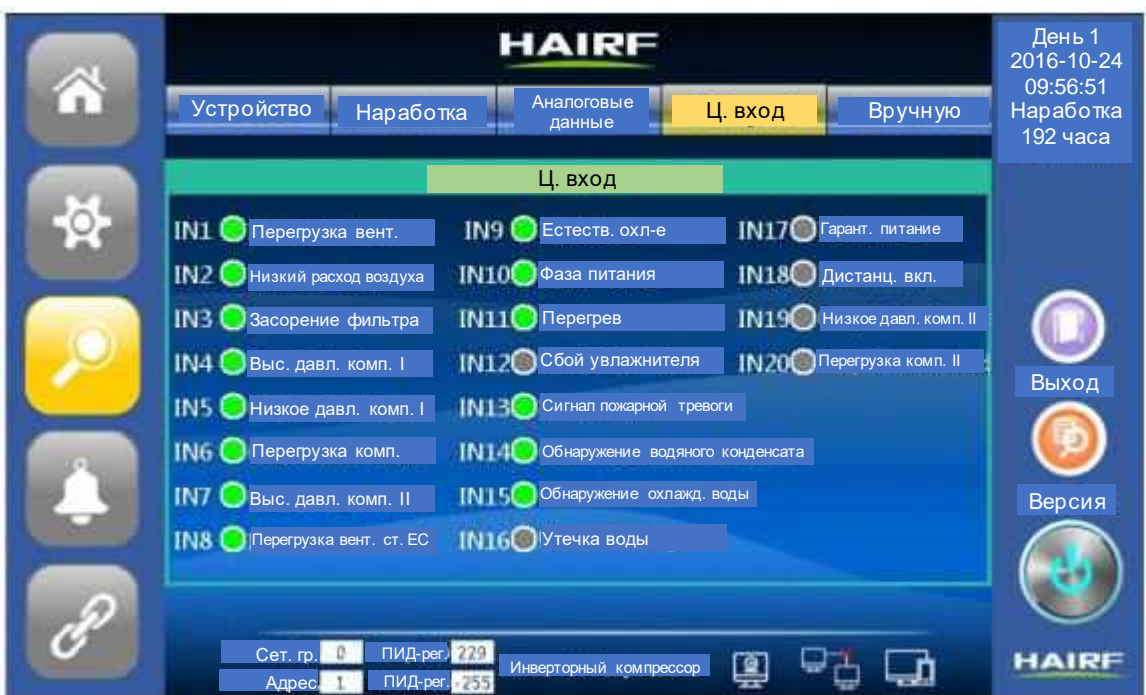 HAIRF
День 1
2016-10-24
09:56:51
Наработка
192 часа
Устройство
Наработка
Аналоговые
данные
Ц. вход
Вручную
Ц. вход
IN1 Перегрузка вент.
IN2 Низкий расход воздуха
IN3 Засорение фильтра
IN4 Выс. давл. комп. I
IN5 Низкое давл. комп. I
IN6 Перегрузка комп.
IN7 Выс. давл. комп. II
IN8 Перегрузка вент. ст. EC
IN9 Естеств. охл-е
IN10 Фаза питания
IN11 Перегрев
IN12 Сбой увлажнителя
IN13 Сигнал пожарной тревоги
IN14 Обнаружение водяного конденсата
IN15 Обнаружение охлажд. воды
IN16 Утечка воды
IN17 Гарант. питание
IN18 Дистанц. вкл.
IN19 Низкое давл. комп. II
IN20 Перегрузка комп. II
Выход
Версия
Сет. гр. 0 ПИД-рег. 229
Адрес. 1 ПИД-рег. -255
Инверторный компрессор
HAIRF